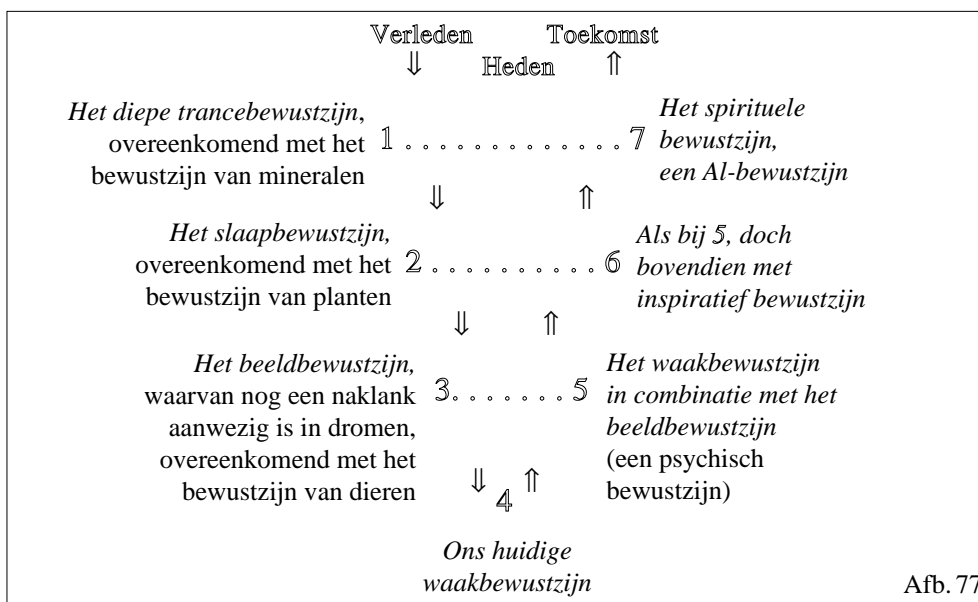 Verleden Toekomst
⇓ Heden ⇑
Het diepe trancebewustzijn,
overeenkomend met het
bewustzijn van mineralen
1 . . . . . . . . . . . . . 7
Het spirituele
bewustzijn,
een Al-bewustzijn
⇓ ⇑
Het slaapbewustzijn,
overeenkomend met het
bewustzijn van planten
2 . . . . . . . . . . 6
Als bij 5, doch
bovendien met
inspiratief bewustzijn
⇓ ⇑
Het beeldbewustzijn,
waarvan nog een naklank
aanwezig is in dromen,
overeenkomend met het
bewustzijn van dieren
3. . . . . . . 5
Het waakbewustzijn
in combinatie met het
beeldbewustzijn
(een psychisch
bewustzijn)
⇓ ⇑
4
Ons huidige
waakbewustzijn
Afb. 77